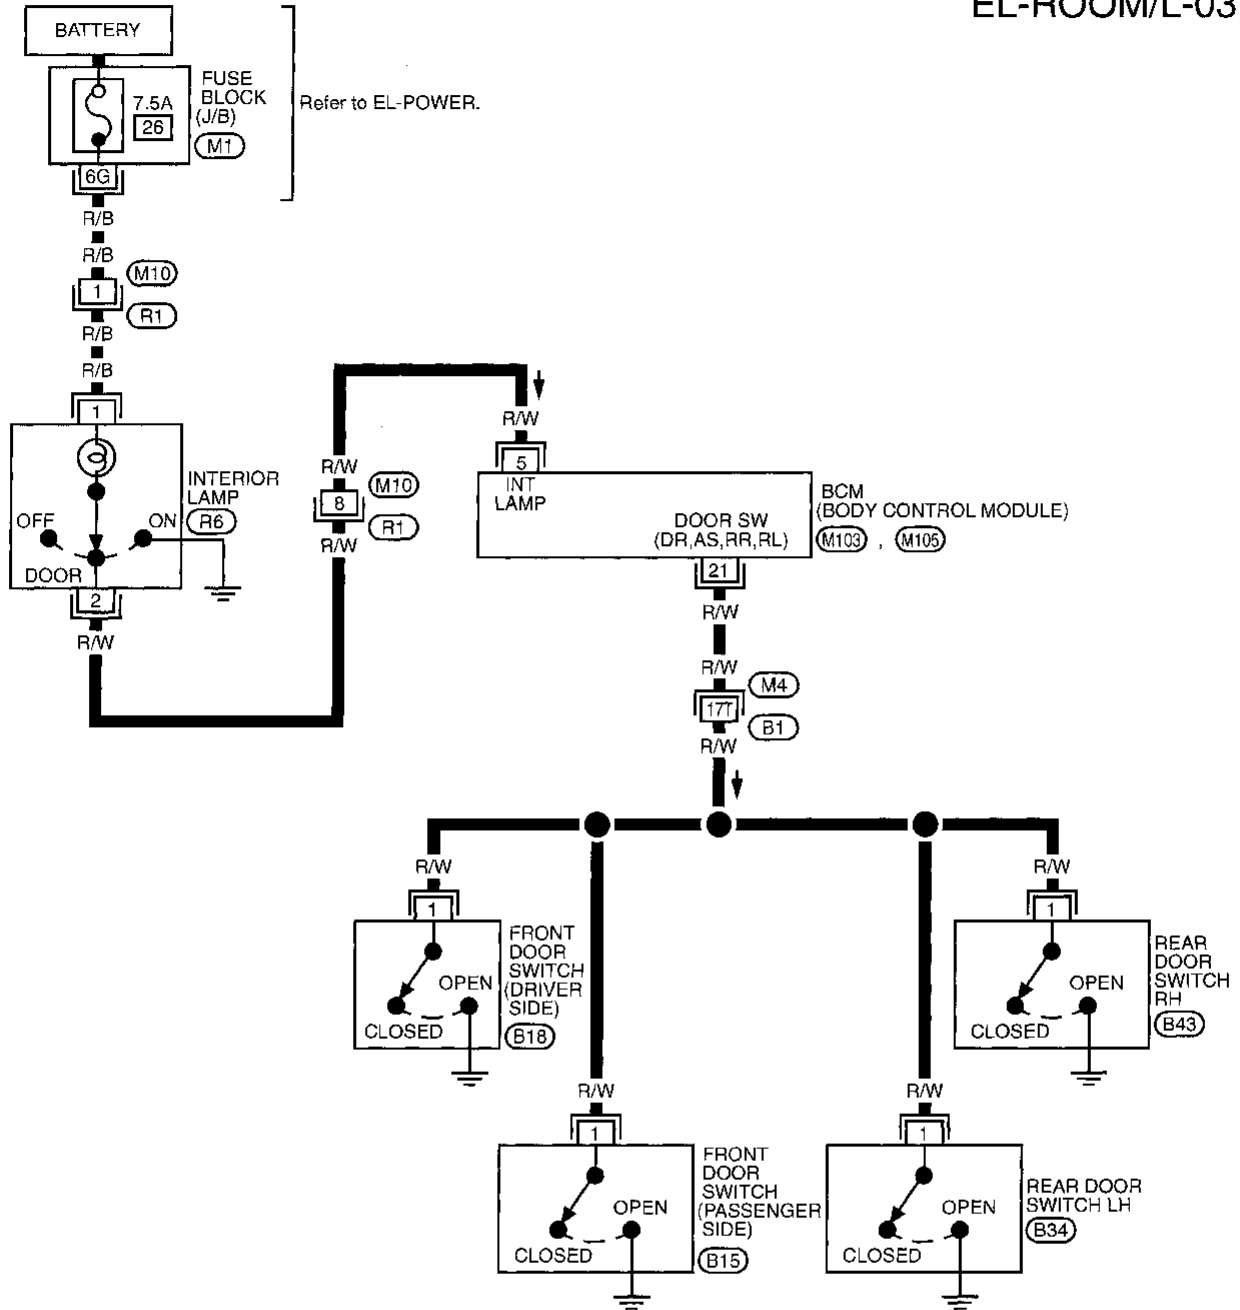 EL-ROOM/L-03
BATTERY
FUSE
BLOCK
(J/B)
7.5A
26
M1
Refer to EL-POWER.
6G
R/B
R/B
1
M10
R1
R/B
R/B
1
INTERIOR
LAMP
R6
OFF
ON
DOOR
2
R/W
R/W
8
M10
R1
R/W
R/W
5
INT
LAMP
DOOR SW
(DR,AS,RR,RL)
BCM
(BODY CONTROL MODULE)
M103 , M105
21
R/W
R/W
17T
M4
B1
R/W
R/W
1
OPEN
CLOSED
FRONT
DOOR
SWITCH
(DRIVER
SIDE)
B18
R/W
1
OPEN
CLOSED
REAR
DOOR
SWITCH
RH
B43
R/W
1
OPEN
CLOSED
FRONT
DOOR
SWITCH
(PASSENGER
SIDE)
B15
R/W
1
OPEN
CLOSED
REAR DOOR
SWITCH LH
B34